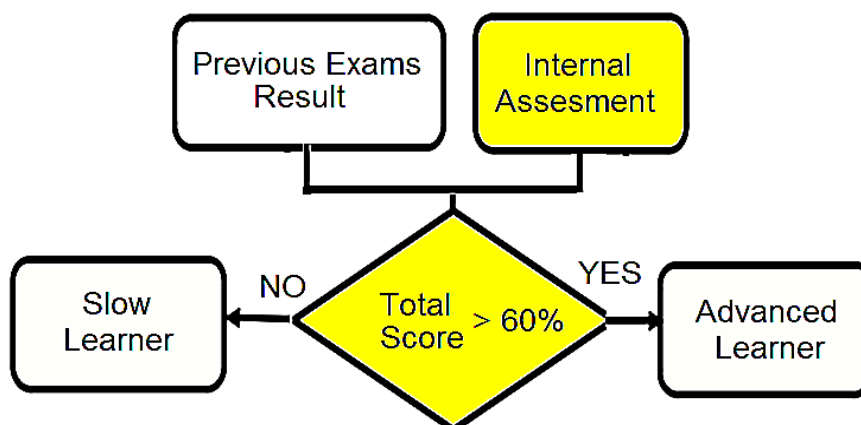 Previous Exams
Result
Internal
Assesment
NO
YES
Slow
Learner
Total
Score > 60%
Advanced
Learner